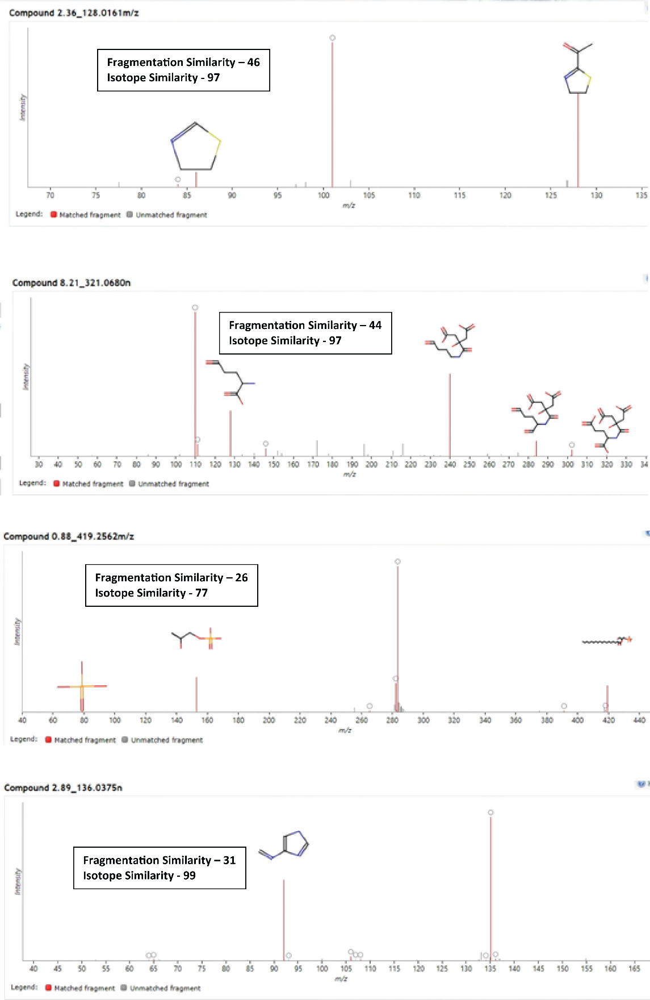 Compound 2.36_128.0161m/z
Fragmentation Similarity – 46
Isotope Similarity - 97
Intensity
70 75 80 85 90 95 100 105 110 115 120 125 130 135
m/z
Legend: Matched fragment Unmatched fragment
Compound 8.21_321.0680n
Fragmentation Similarity – 44
Isotope Similarity - 97
Intensity
30 40 50 60 70 80 90 100 110 120 130 140 150 160 170 180 190 200 210 220 230 240 250 260 270 280 290 300 310 320 330 34
m/z
Legend: Matched fragment Unmatched fragment
Compound 0.88_419.2562m/z
Fragmentation Similarity – 26
Isotope Similarity - 77
Intensity
40 60 80 100 120 140 160 180 200 220 240 260 280 300 320 340 360 380 400 420 440
m/z
Legend: Matched fragment Unmatched fragment
Compound 2.89_136.0375n
Fragmentation Similarity – 31
Isotope Similarity - 99
Intensity
40 45 50 55 60 65 70 75 80 85 90 95 100 105 110 115 120 125 130 135 140 145 150 155 160 165
m/z
Legend: Matched fragment Unmatched fragment